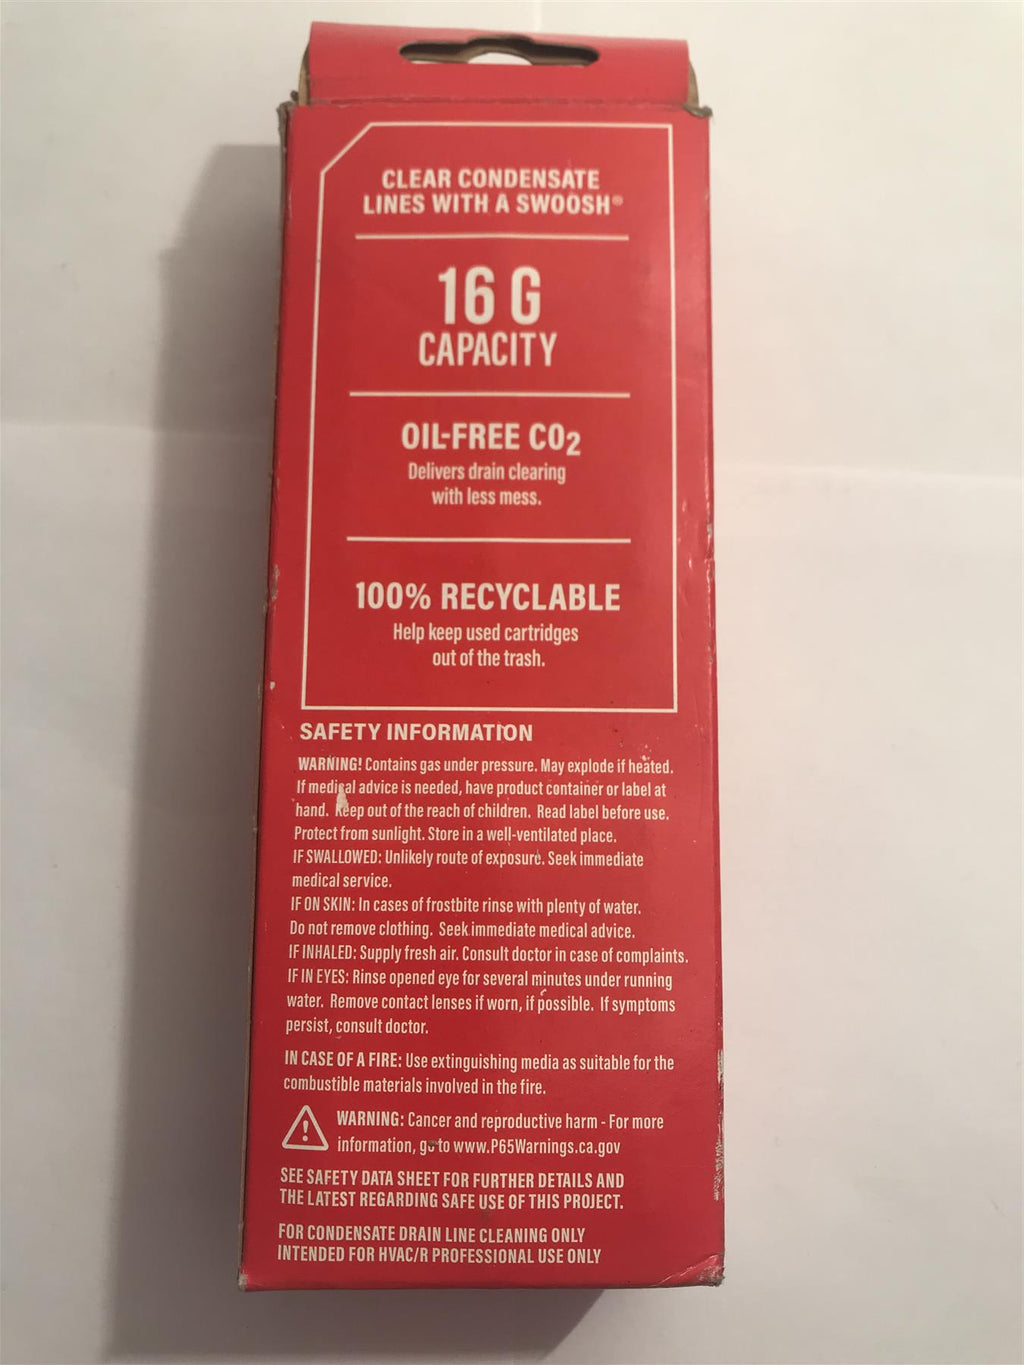 CLEAR CONDENSATE
LINES WITH A SWOOSH®
16 G
CAPACITY
OIL-FREE CO2
Delivers drain clearing
with less mess.
100% RECYCLABLE
Help keep used cartridges
out of the trash.
SAFETY INFORMATION
WARNING! Contains gas under pressure. May explode if heated.
If medical advice is needed, have product container or label at
hand. Keep out of the reach of children. Read label before use.
Protect from sunlight. Store in a well-ventilated place.
IF SWALLOWED: Unlikely route of exposure. Seek immediate
medical service.
IF ON SKIN: In cases of frostbite rinse with plenty of water.
Do not remove clothing. Seek immediate medical advice.
IF INHALED: Supply fresh air. Consult doctor in case of complaints.
IF IN EYES: Rinse opened eye for several minutes under running
water. Remove contact lenses if worn, if possible. If symptoms
persist, consult doctor.
IN CASE OF A FIRE: Use extinguishing media as suitable for the
combustible materials involved in the fire.
WARNING: Cancer and reproductive harm - For more
information, go to www.P65Warnings.ca.gov
SEE SAFETY DATA SHEET FOR FURTHER DETAILS AND
THE LATEST REGARDING SAFE USE OF THIS PROJECT.
FOR CONDENSATE DRAIN LINE CLEANING ONLY
INTENDED FOR HVAC/R PROFESSIONAL USE ONLY